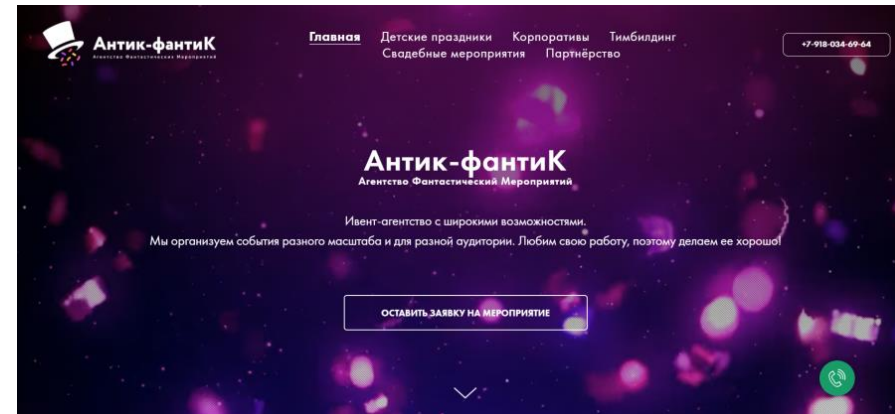 Антик-фантиК
Агентство Фантастических Мероприятий
Главная Детские праздники Корпоративы Тимбилдинг
Свадебные мероприятия Партнёрство
+7-918-034-69-64
Антик-фантиК
Агентство Фантастический Мероприятий
Ивент-агентство с широкими возможностями.
Мы организуем события разного масштаба и для разной аудитории. Любим свою работу, поэтому делаем ее хорошо!
ОСТАВИТЬ ЗАЯВКУ НА МЕРОПРИЯТИЕ